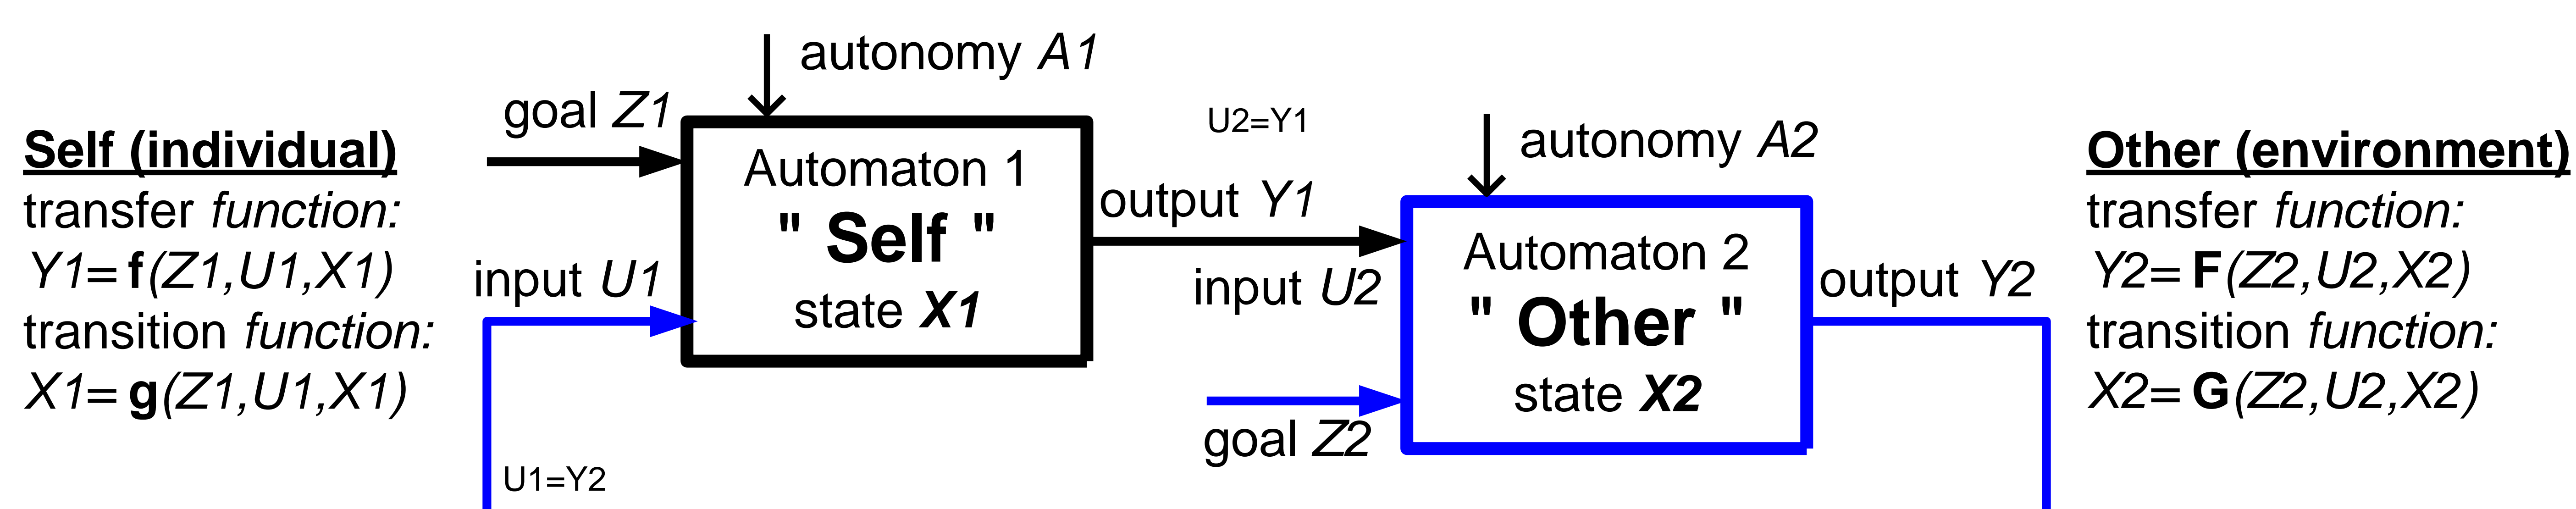 Self (individual)
transfer function:
Y1= f(Z1,U1,X1)
transition function:
X1= g(Z1,U1,X1)
goal Z1
autonomy A1
input U1
U1=Y2
Automaton 1
" Self "
state X1
output Y1
U2=Y1
input U2
goal Z2
autonomy A2
Automaton 2
" Other "
state X2
output Y2
Other (environment)
transfer function:
Y2= F(Z2,U2,X2)
transition function:
X2= G(Z2,U2,X2)